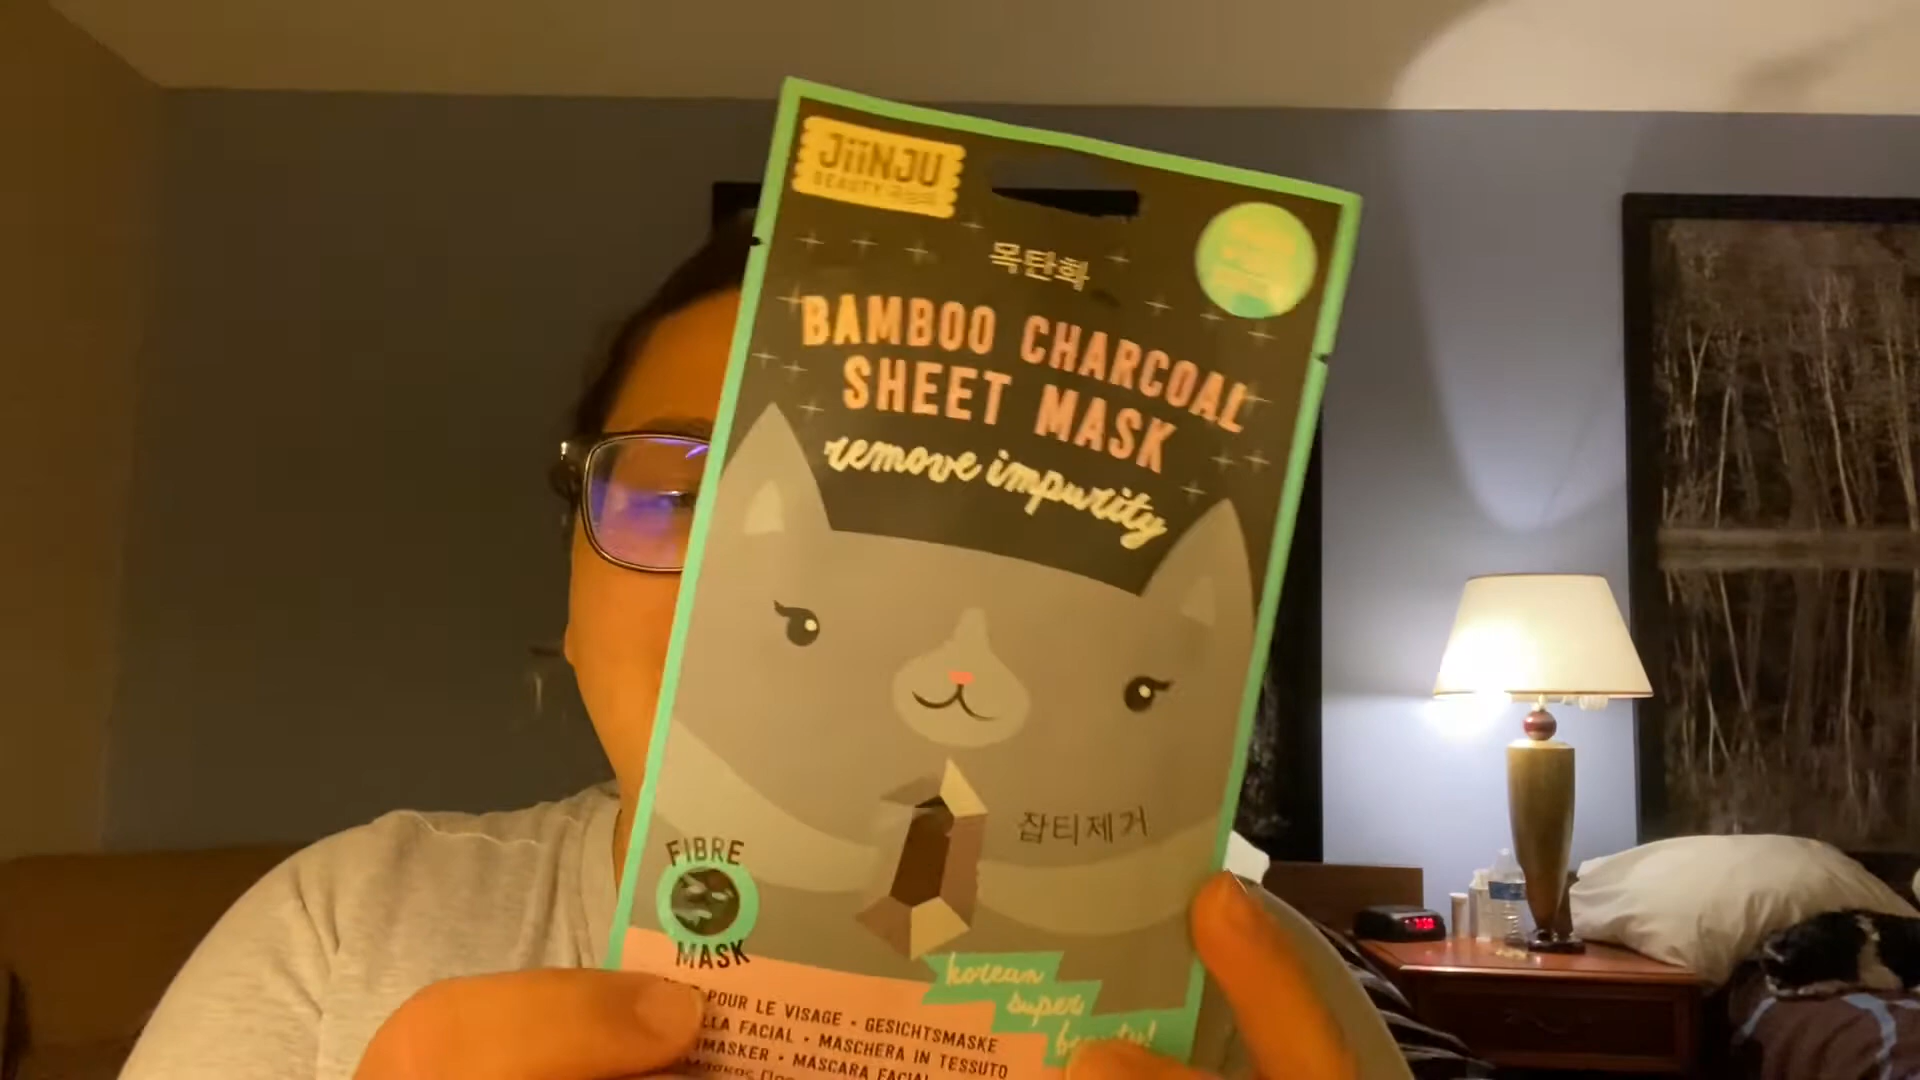 JiiNJU
BEAUTY
목탄화
BAMBOO CHARCOAL
SHEET MASK
remove impurity
잡티제거
FIBRE
MASK
korean
super
beauty!
POUR LE VISAGE • GESICHTSMASKE
FACIAL • MASCHERA IN TESSUTO
MASKER • MASCARA FACIAL